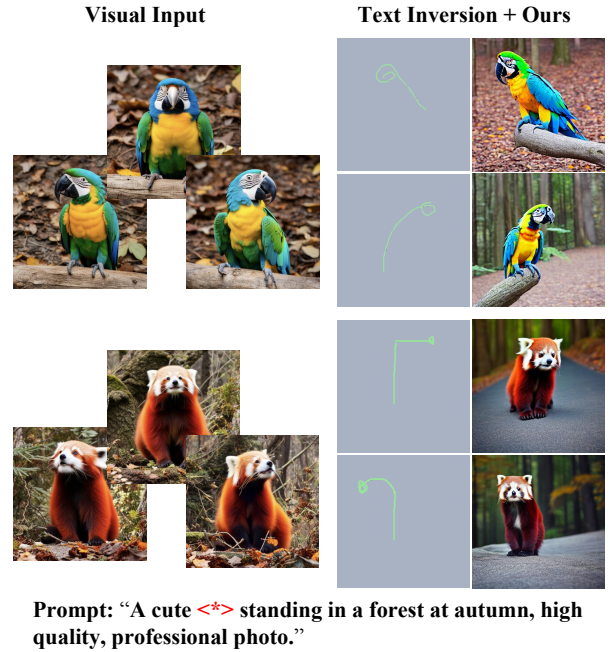 Visual Input
Text Inversion + Ours
Prompt: “A cute <*> standing in a forest at autumn, high
quality, professional photo.”